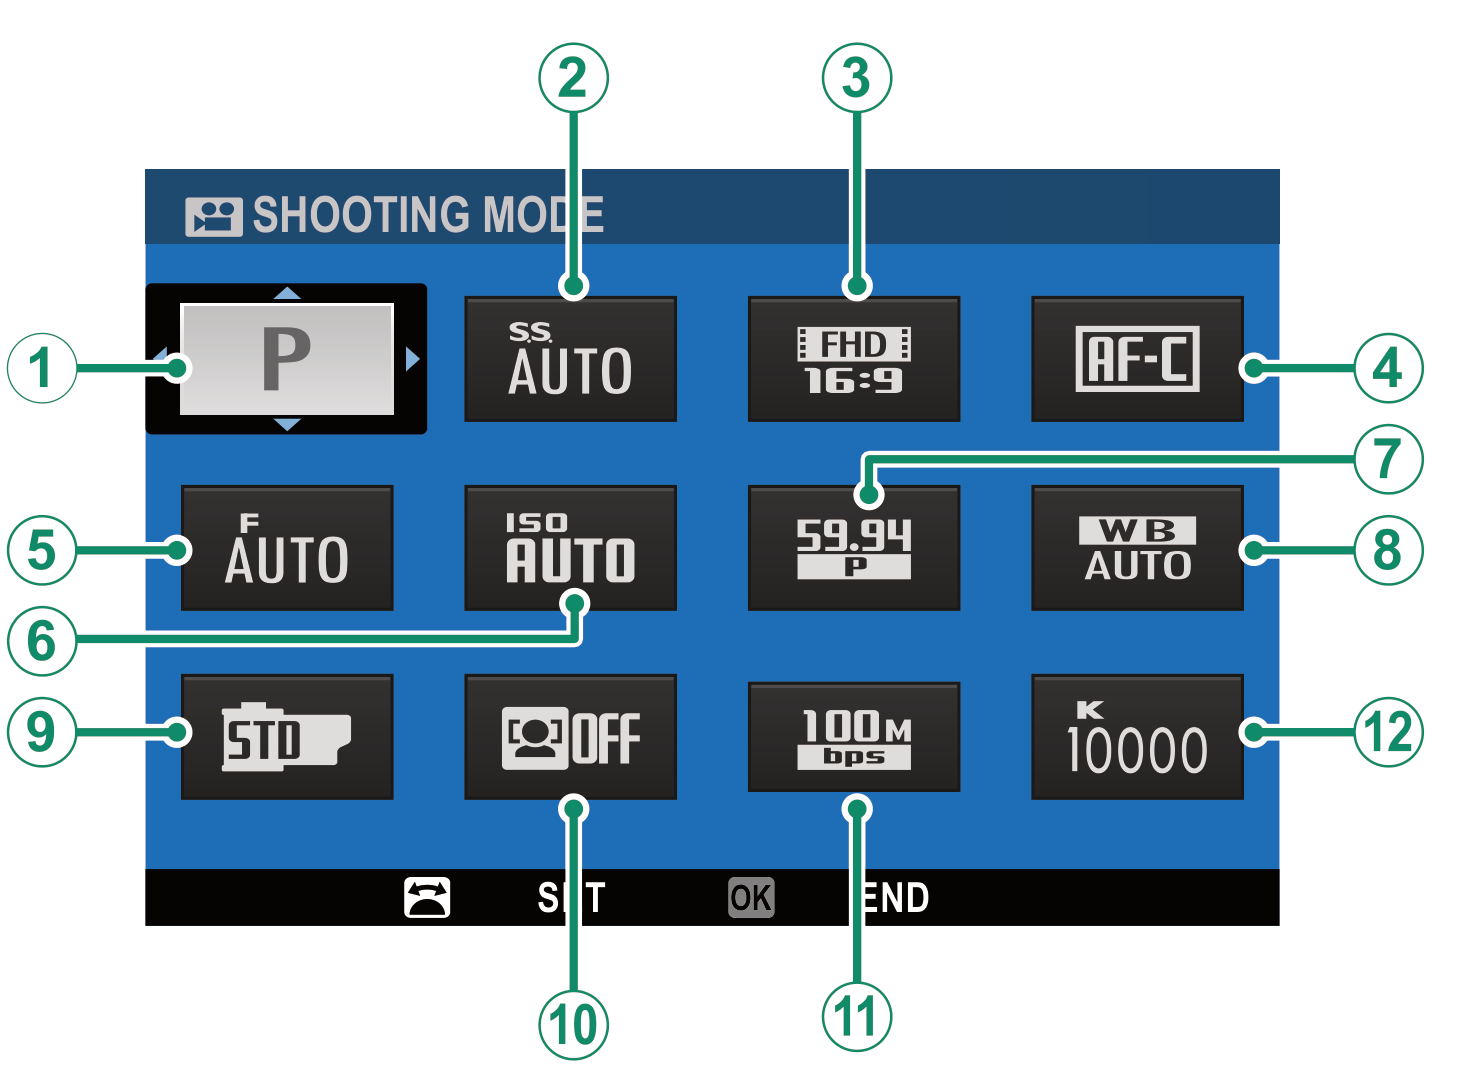 2 3
SHOOTING MODE
1 P S.S. AUTO FHD 16:9 AF-C 4
7
5 F AUTO ISO AUTO 59.94 P WB AUTO 8
6
9 STD OFF 100M bps K 10000 12
SET OK END
10 11